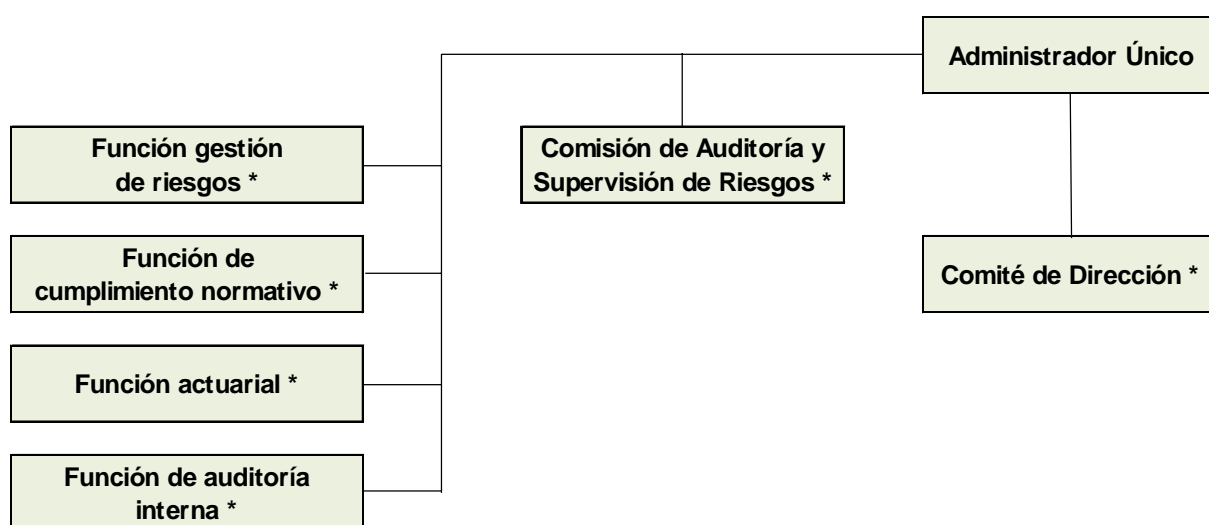 Administrador Único
Función gestión
de riesgos *
Comisión de Auditoría y
Supervisión de Riesgos *
Función de
cumplimiento normativo *
Comité de Dirección *
Función actuarial *
Función de auditoría
interna *